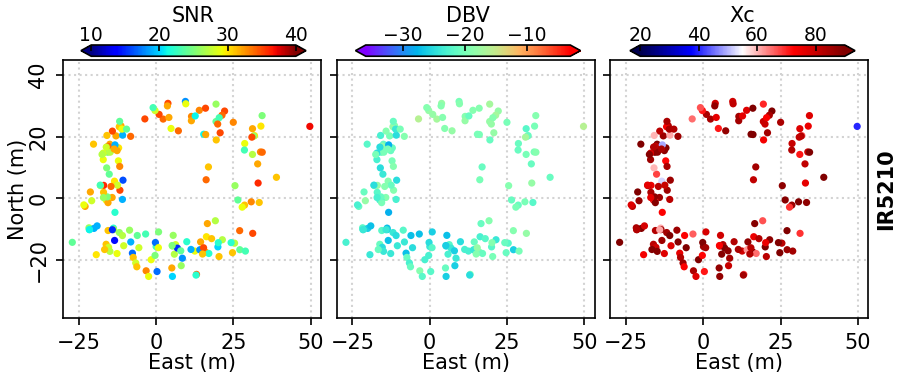 SNR DBV Xc
10 20 30 40 −30 −20 −10 20 40 60 80
40
20
0
−20
North (m)
IR5210
−25 0 25 50 −25 0 25 50 −25 0 25 50
East (m) East (m) East (m)